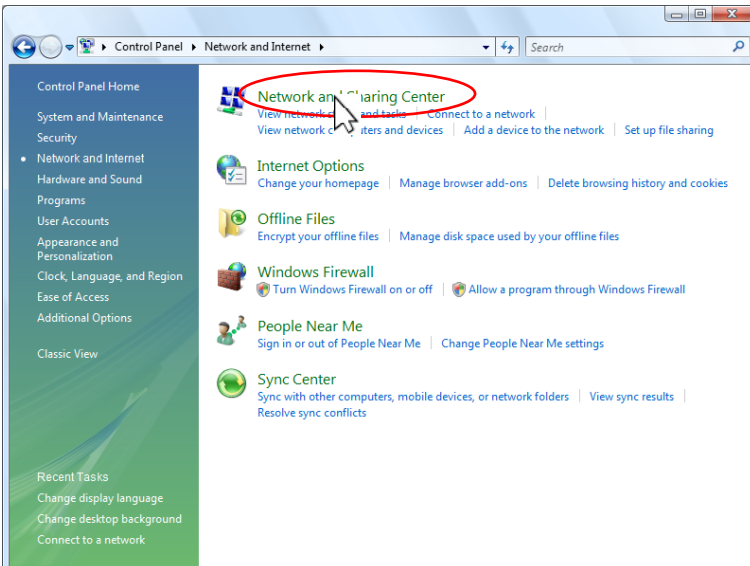 Control Panel Network and Internet
Search
Control Panel Home
System and Maintenance
Security
Network and Internet
Hardware and Sound
Programs
User Accounts
Appearance and
Personalization
Clock, Language, and Region
Ease of Access
Additional Options
Classic View
Recent Tasks
Change display language
Change desktop background
Connect to a network
Network and Sharing Center
View network and tasks Connect to a network
View network and devices Add a device to the network Set up file sharing
Internet Options
Change your homepage Manage browser add-ons Delete browsing history and cookies
Offline Files
Encrypt your offline files Manage disk space used by your offline files
Windows Firewall
Turn Windows Firewall on or off Allow a program through Windows Firewall
People Near Me
Sign in or out of People Near Me Change People Near Me settings
Sync Center
Sync with other computers, mobile devices, or network folders View sync results
Resolve sync conflicts